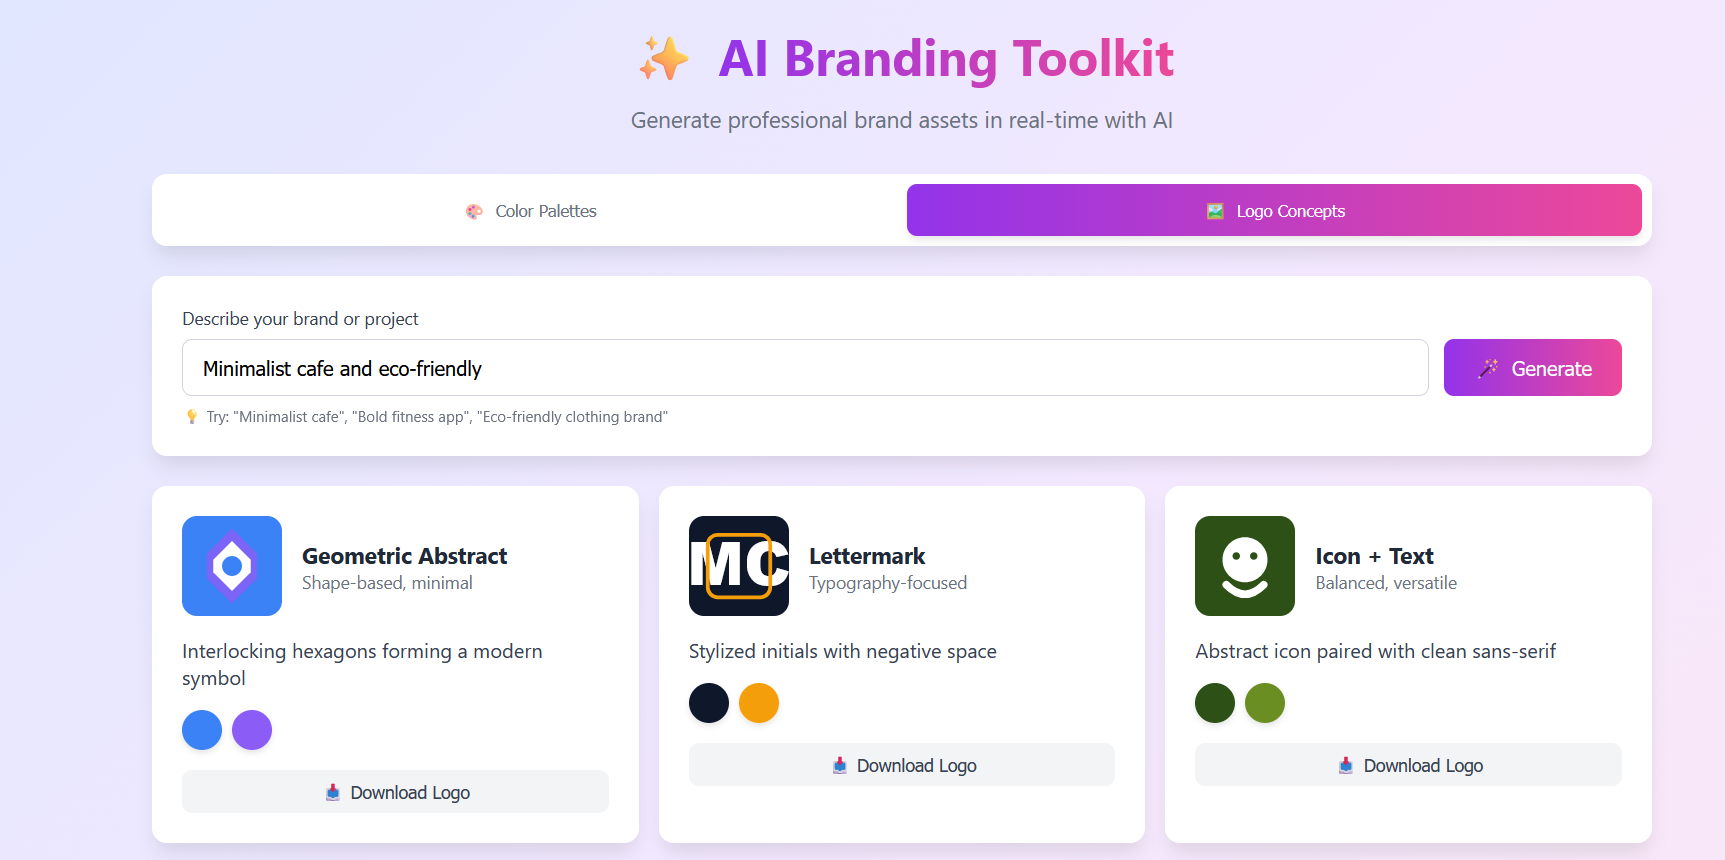 ✨ AI Branding Toolkit
Generate professional brand assets in real-time with AI
🎨 Color Palettes
🖼️ Logo Concepts
Describe your brand or project
Minimalist cafe and eco-friendly
🪄 Generate
💡 Try: "Minimalist cafe", "Bold fitness app", "Eco-friendly clothing brand"
Geometric Abstract
Shape-based, minimal
Interlocking hexagons forming a modern
symbol
📥 Download Logo
MC
Lettermark
Typography-focused
Stylized initials with negative space
📥 Download Logo
Icon + Text
Balanced, versatile
Abstract icon paired with clean sans-serif
📥 Download Logo